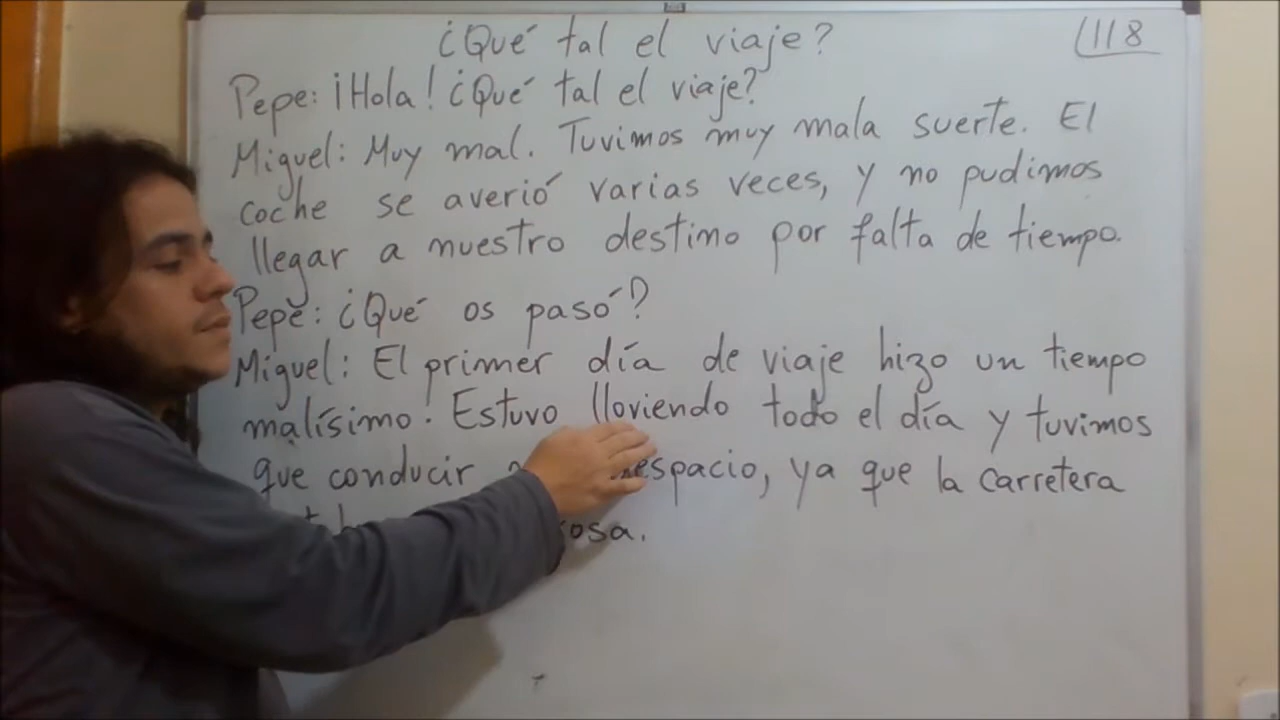 ¿Qué tal el viaje?
118
Pepe: ¡Hola! ¿Qué tal el viaje?
Miguel: Muy mal. Tuvimos muy mala suerte. El
coche se averió varias veces, y no pudimos
llegar a nuestro destino por falta de tiempo.
Pepe: ¿Qué os pasó?
Miguel: El primer día de viaje hizo un tiempo
malísimo. Estuvo lloviendo todo el día y tuvimos
que conducir espacio, ya que la carretera
osa.